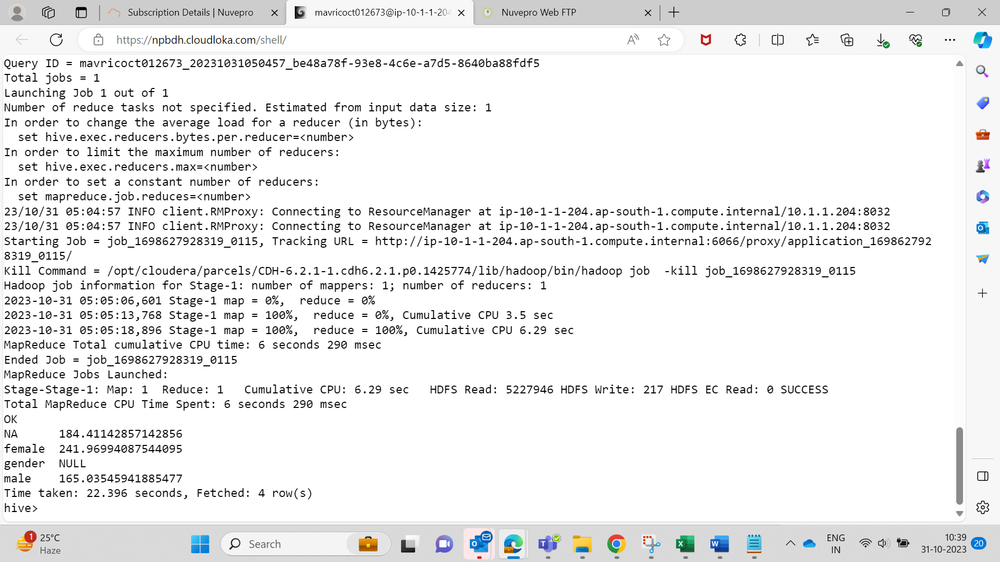 Subscription Details | Nuvepro
mavricoct012673@ip-10-1-1-204
Nuvepro Web FTP
https://npbdh.cloudloka.com/shell/
Query ID = mavricoct012673_20231031050457_be48a78f-93e8-4c6e-a7d5-8640ba88fdf5
Total jobs = 1
Launching Job 1 out of 1
Number of reduce tasks not specified. Estimated from input data size: 1
In order to change the average load for a reducer (in bytes):
  set hive.exec.reducers.bytes.per.reducer=<number>
In order to limit the maximum number of reducers:
  set hive.exec.reducers.max=<number>
In order to set a constant number of reducers:
  set mapreduce.job.reduces=<number>
23/10/31 05:04:57 INFO client.RMProxy: Connecting to ResourceManager at ip-10-1-1-204.ap-south-1.compute.internal/10.1.1.204:8032
23/10/31 05:04:57 INFO client.RMProxy: Connecting to ResourceManager at ip-10-1-1-204.ap-south-1.compute.internal/10.1.1.204:8032
Starting Job = job_1698627928319_0115, Tracking URL = http://ip-10-1-1-204.ap-south-1.compute.internal:6066/proxy/application_169862792
8319_0115/
Kill Command = /opt/cloudera/parcels/CDH-6.2.1-1.cdh6.2.1.p0.1425774/lib/hadoop/bin/hadoop job  -kill job_1698627928319_0115
Hadoop job information for Stage-1: number of mappers: 1; number of reducers: 1
2023-10-31 05:05:06,601 Stage-1 map = 0%,  reduce = 0%
2023-10-31 05:05:13,768 Stage-1 map = 100%,  reduce = 0%, Cumulative CPU 3.5 sec
2023-10-31 05:05:18,896 Stage-1 map = 100%,  reduce = 100%, Cumulative CPU 6.29 sec
MapReduce Total cumulative CPU time: 6 seconds 290 msec
Ended Job = job_1698627928319_0115
MapReduce Jobs Launched:
Stage-Stage-1: Map: 1  Reduce: 1   Cumulative CPU: 6.29 sec   HDFS Read: 5227946 HDFS Write: 217 HDFS EC Read: 0 SUCCESS
Total MapReduce CPU Time Spent: 6 seconds 290 msec
OK
NA      184.41142857142856
female  241.96994087544095
gender  NULL
male    165.03545941885477
Time taken: 22.396 seconds, Fetched: 4 row(s)
hive>
1
25°C
Haze
Search
ENG
IN
10:39
31-10-2023
20